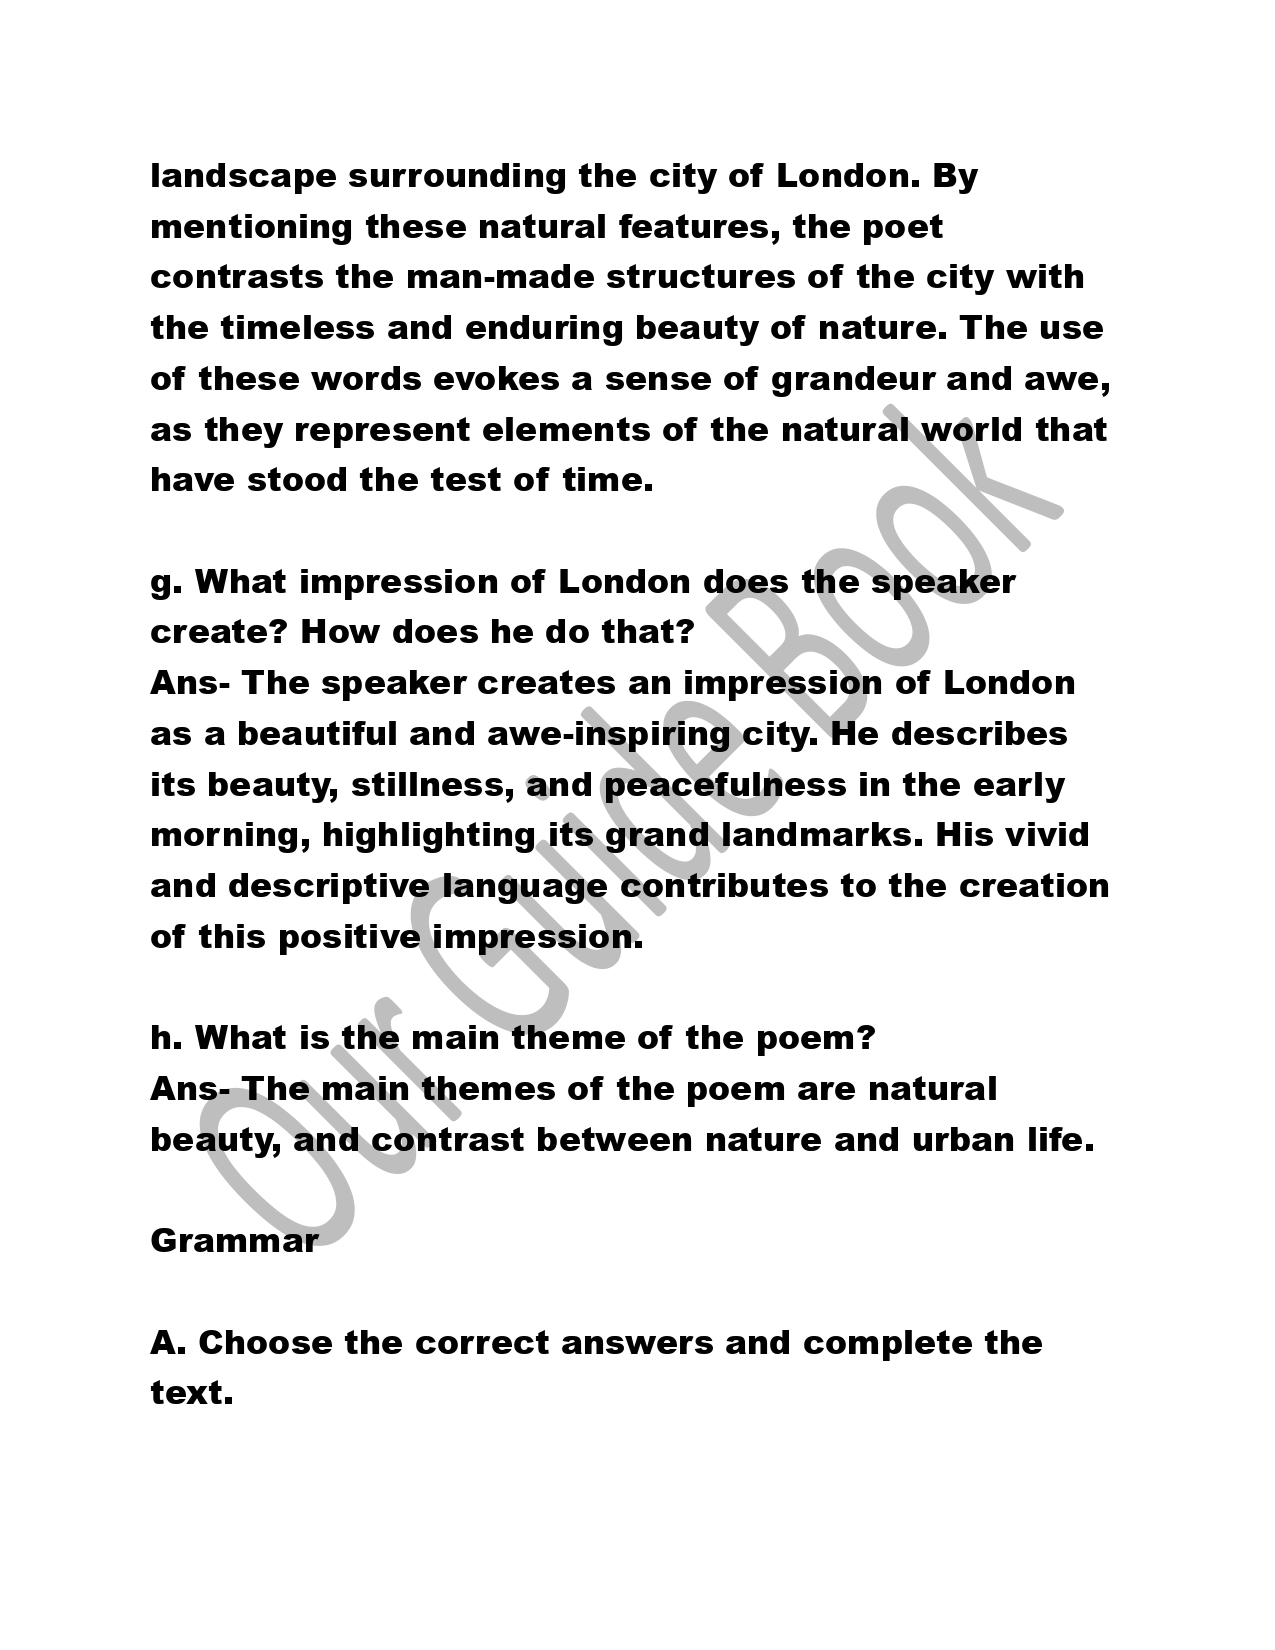 landscape surrounding the city of London. By
mentioning these natural features, the poet
contrasts the man-made structures of the city with
the timeless and enduring beauty of nature. The use
of these words evokes a sense of grandeur and awe,
as they represent elements of the natural world that
have stood the test of time.
g. What impression of London does the speaker
create? How does he do that?
Ans- The speaker creates an impression of London
as a beautiful and awe-inspiring city. He describes
its beauty, stillness, and peacefulness in the early
morning, highlighting its grand landmarks. His vivid
and descriptive language contributes to the creation
of this positive impression.
h. What is the main theme of the poem?
Ans- The main themes of the poem are natural
beauty, and contrast between nature and urban life.
Grammar
A. Choose the correct answers and complete the
text.
Our Guide Book